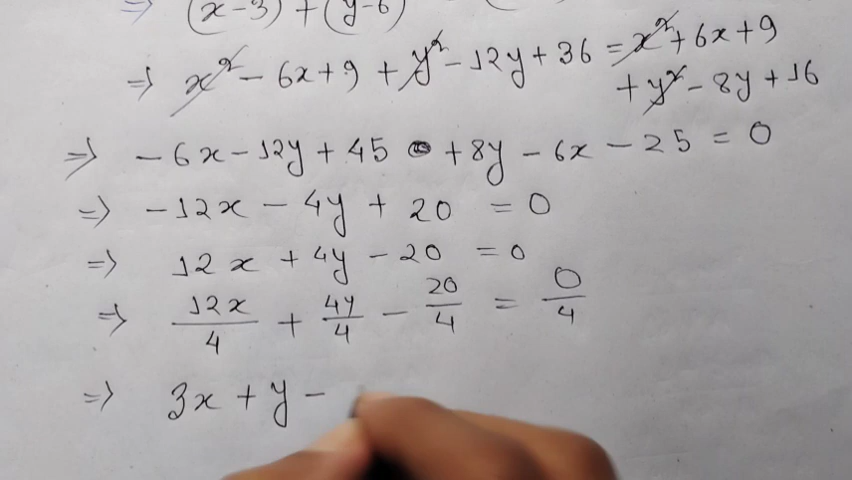 ⇒ (x-3) + (y-6)
⇒ x² - 6x + 9 + y² - 12y + 36 = x² + 6x + 9
+ y² - 8y + 16
⇒ - 6x - 12y + 45 + 8y - 6x - 25 = 0
⇒ - 12x - 4y + 20 = 0
⇒ 12x + 4y - 20 = 0
⇒ 12x/4 + 4y/4 - 20/4 = 0/4
⇒ 3x + y -